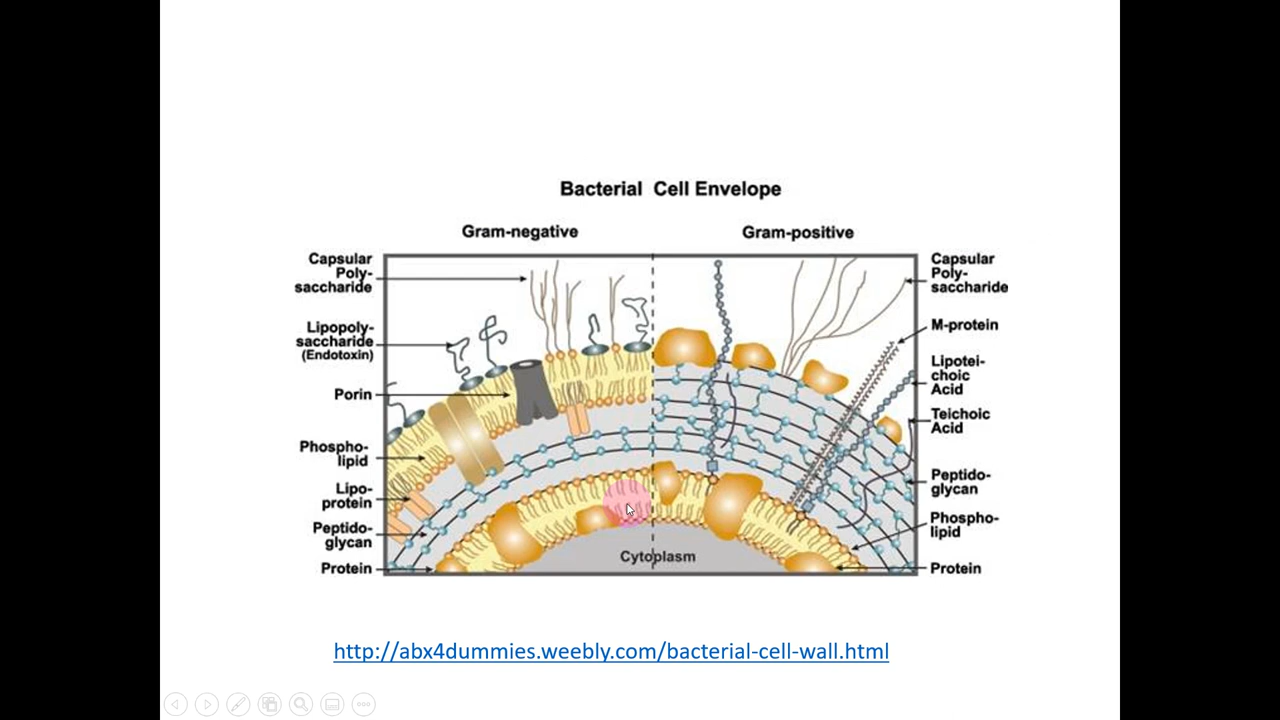 Bacterial Cell Envelope
Gram-negative
Gram-positive
Capsular
Poly-
saccharide
Lipopoly-
saccharide
(Endotoxin)
Porin
Phospho-
lipid
Lipo-
protein
Peptido-
glycan
Protein
Capsular
Poly-
saccharide
M-protein
Lipotei-
choic
Acid
Teichoic
Acid
Peptido-
glycan
Phospho-
lipid
Protein
Cytoplasm
http://abx4dummies.weebly.com/bacterial-cell-wall.html